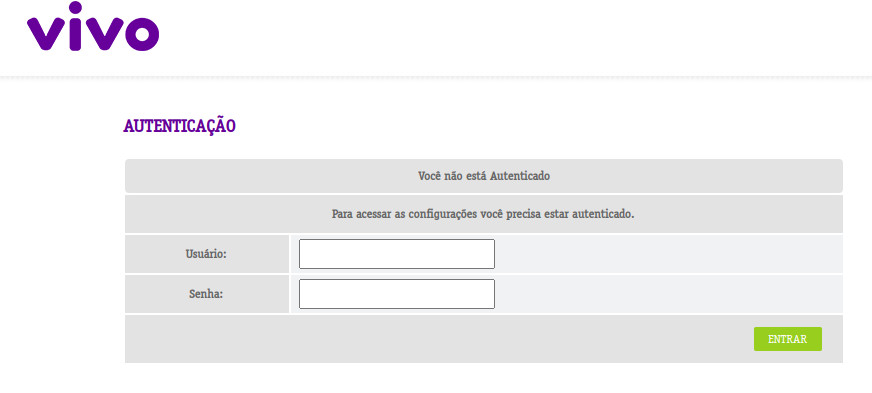 vivo
AUTENTICAÇÃO
Você não está Autenticado
Para acessar as configurações você precisa estar autenticado.
Usuário:
Senha:
ENTRAR